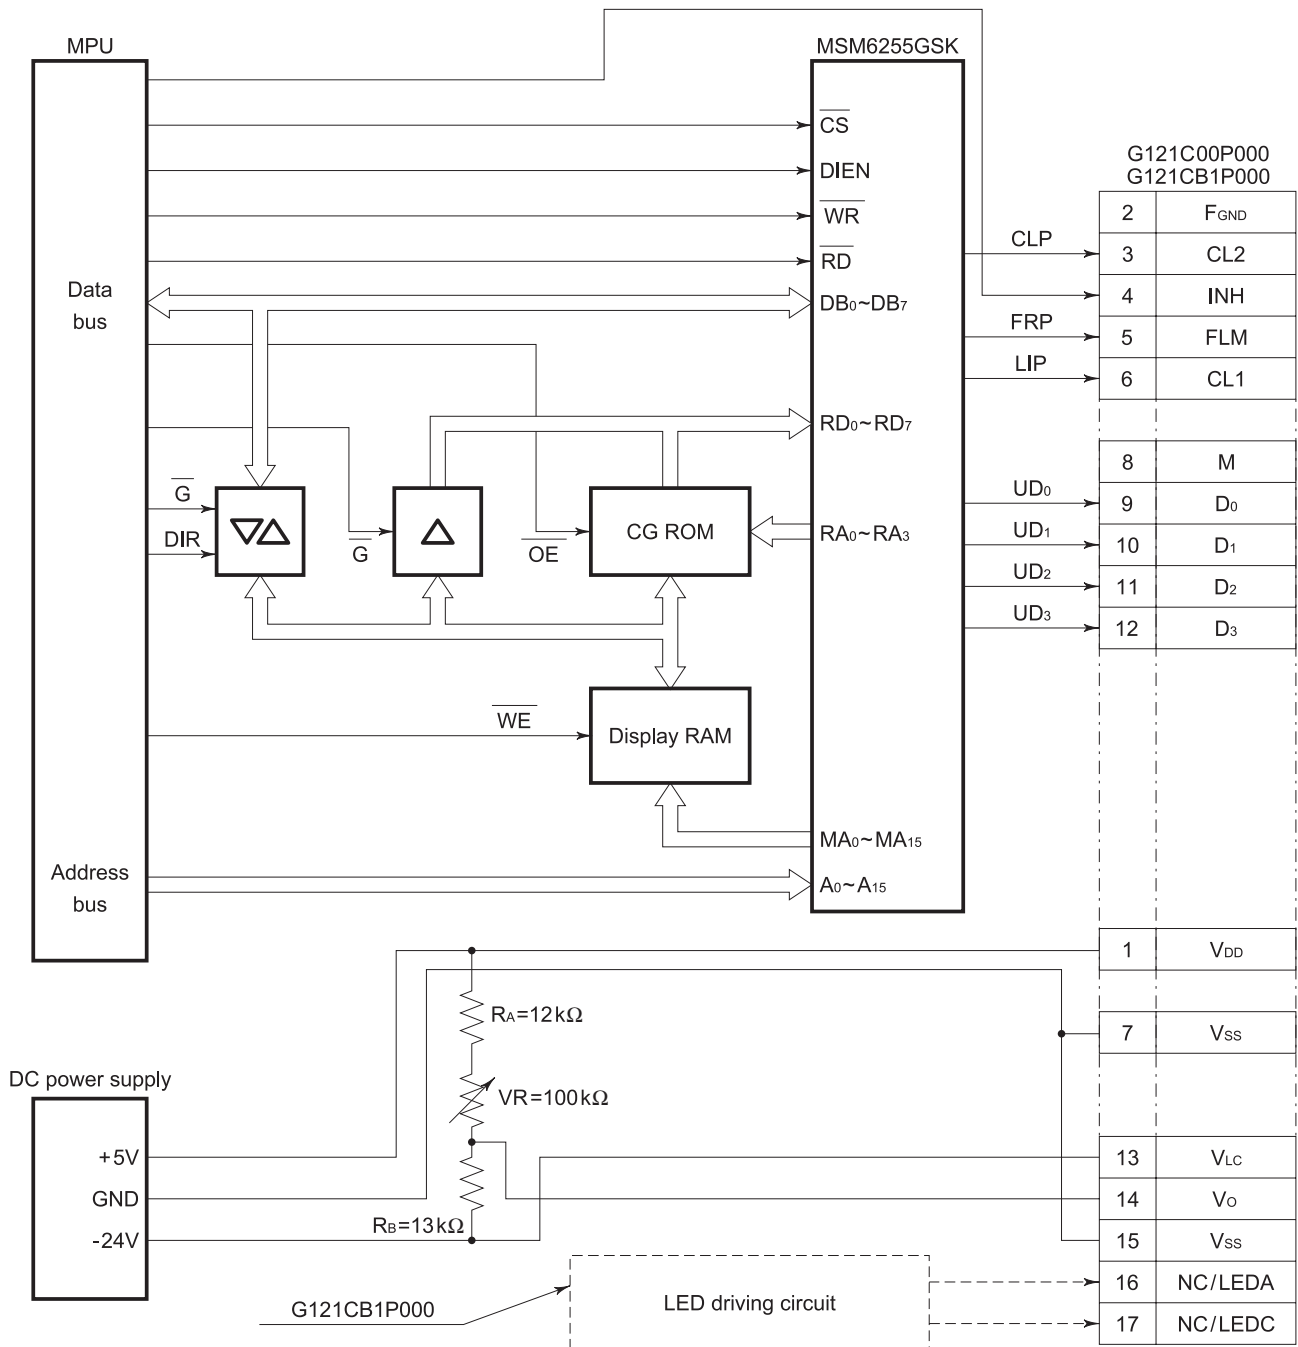 MPU
MSM6255GSK
G121C00P000
G121CB1P000
CS
DIEN
WR
RD
DB0~DB7
RD0~RD7
RA0~RA3
MA0~MA15
A0~A15
Data
bus
Address
bus
G
DIR
G
OE
CG ROM
WE
Display RAM
CLP
FRP
LIP
UD0
UD1
UD2
UD3
2 FGND
3 CL2
4 INH
5 FLM
6 CL1
8 M
9 D0
10 D1
11 D2
12 D3
1 VDD
7 VSS
13 VLC
14 VO
15 VSS
16 NC/LEDA
17 NC/LEDC
RA=12kΩ
VR=100kΩ
RB=13kΩ
DC power supply
+5V
GND
-24V
G121CB1P000
LED driving circuit